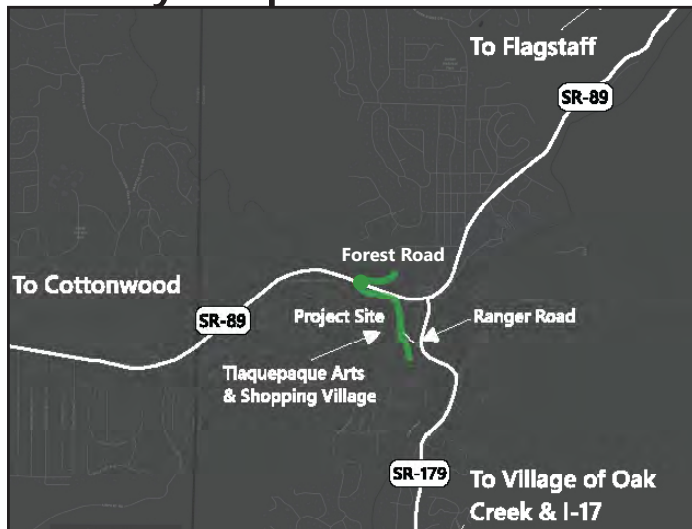 To Flagstaff
SR-89
Forest Road
To Cottonwood
SR-89
Project Site
Ranger Road
Tlaquepaque Arts
& Shopping Village
SR-179
To Village of Oak
Creek & I-17